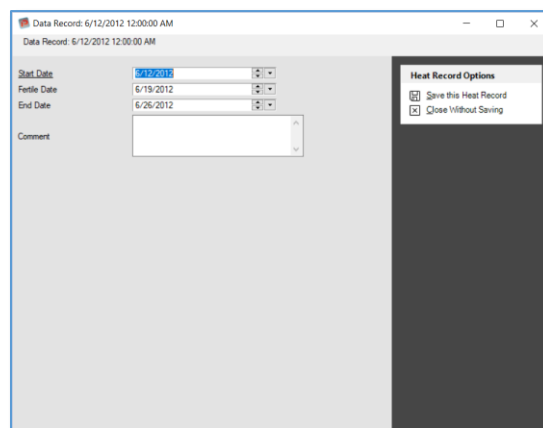 Data Record: 6/12/2012 12:00:00 AM
Data Record: 6/12/2012 12:00:00 AM
Start Date 6/12/2012
Fertile Date 6/19/2012
End Date 6/26/2012
Comment
Heat Record Options
Save this Heat Record
Close Without Saving